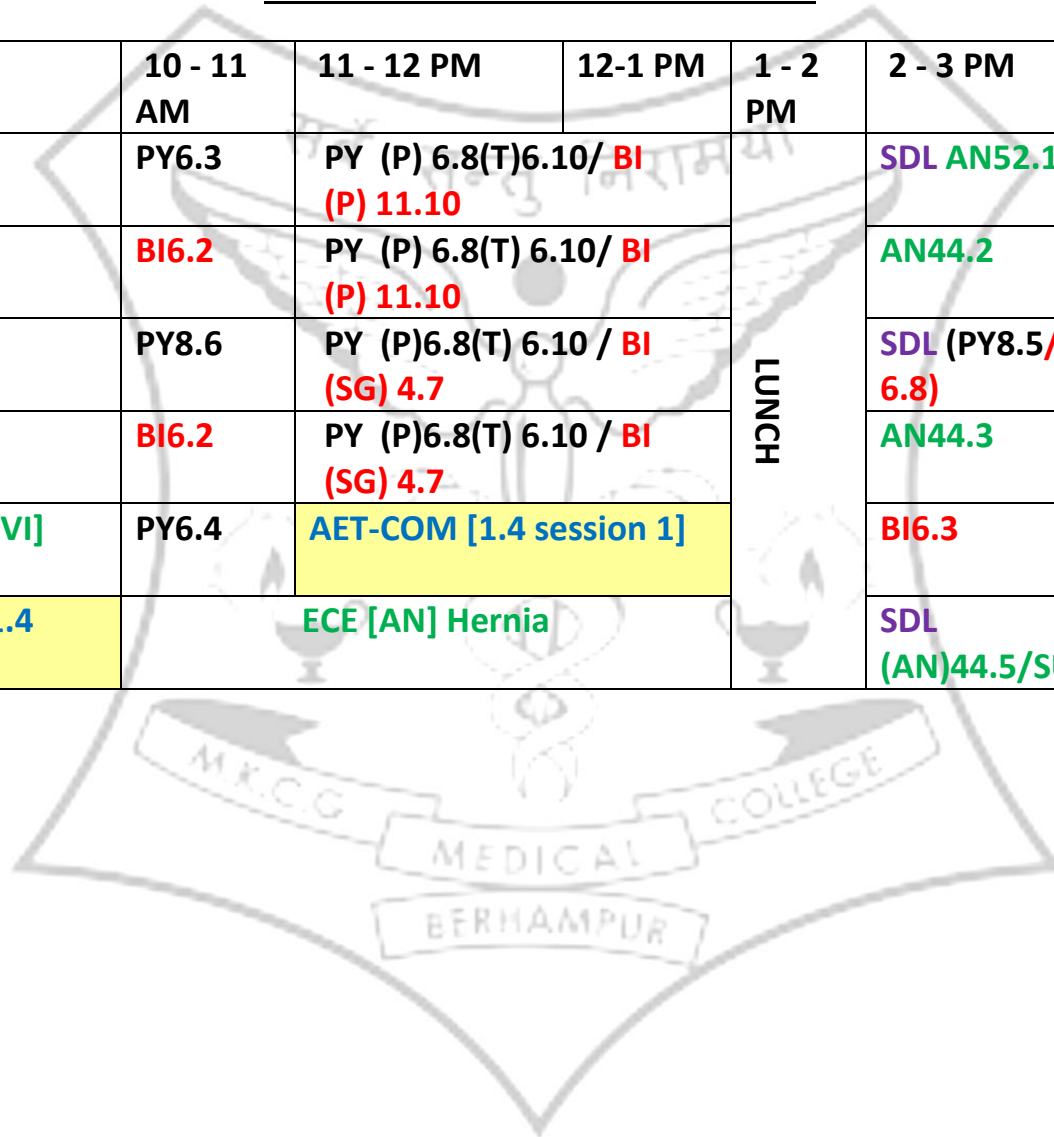 10 - 11 AM	11 - 12 PM	12-1 PM	1 - 2 PM	2 - 3 PM
PY6.3	PY (P) 6.8(T)6.10/ BI	SDL AN52.1
(P) 11.10
BI6.2	PY (P) 6.8(T) 6.10/ BI	AN44.2
(P) 11.10
PY8.6	PY (P)6.8(T) 6.10 / BI	SDL (PY8.5/
(SG) 4.7	6.8)
LUNCH
BI6.2	PY (P)6.8(T) 6.10 / BI	AN44.3
(SG) 4.7
VI]	PY6.4	AET-COM [1.4 session 1]	BI6.3
.4	ECE [AN] Hernia	SDL
(AN)44.5/S
सर्वे सन्तु निरामया
M.K.C.G
MEDICAL
COLLEGE
BERHAMPUR